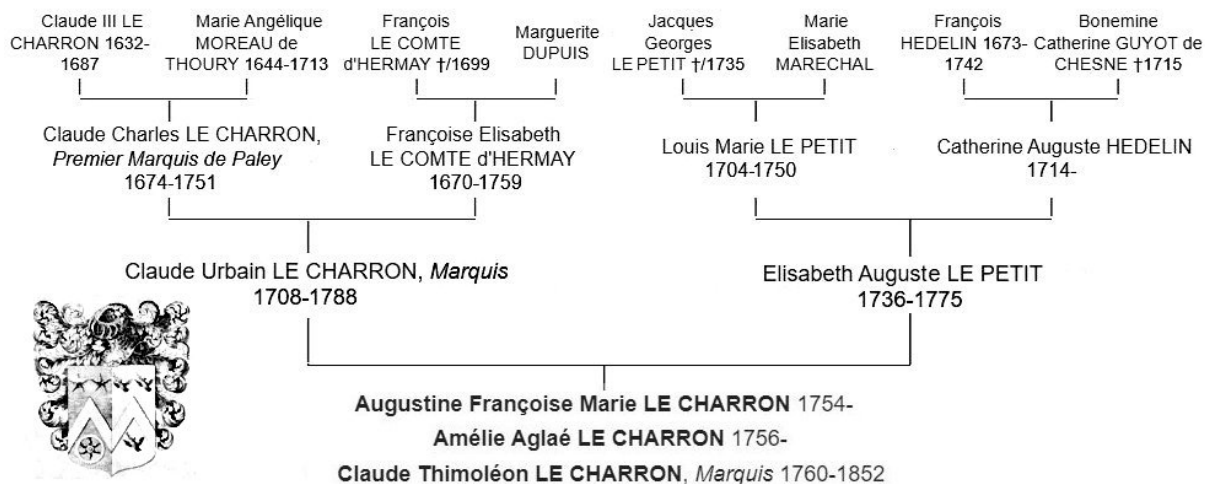 Claude III LE
CHARRON 1632-
1687
Marie Angélique
MOREAU de
THOURY 1644-1713
François
LE COMTE
d'HERMAY †/1699
Marguerite
DUPUIS
Jacques
Georges
LE PETIT †/1735
Marie
Elisabeth
MARECHAL
François
HEDELIN 1673-
1742
Bonemine
Catherine GUYOT de
CHESNE †1715
Claude Charles LE CHARRON,
Premier Marquis de Paley
1674-1751
Françoise Elisabeth
LE COMTE d'HERMAY
1670-1759
Louis Marie LE PETIT
1704-1750
Catherine Auguste HEDELIN
1714-
Claude Urbain LE CHARRON, Marquis
1708-1788
Elisabeth Auguste LE PETIT
1736-1775
Augustine Françoise Marie LE CHARRON 1754-
Amélie Aglaé LE CHARRON 1756-
Claude Thimoléon LE CHARRON, Marquis 1760-1852